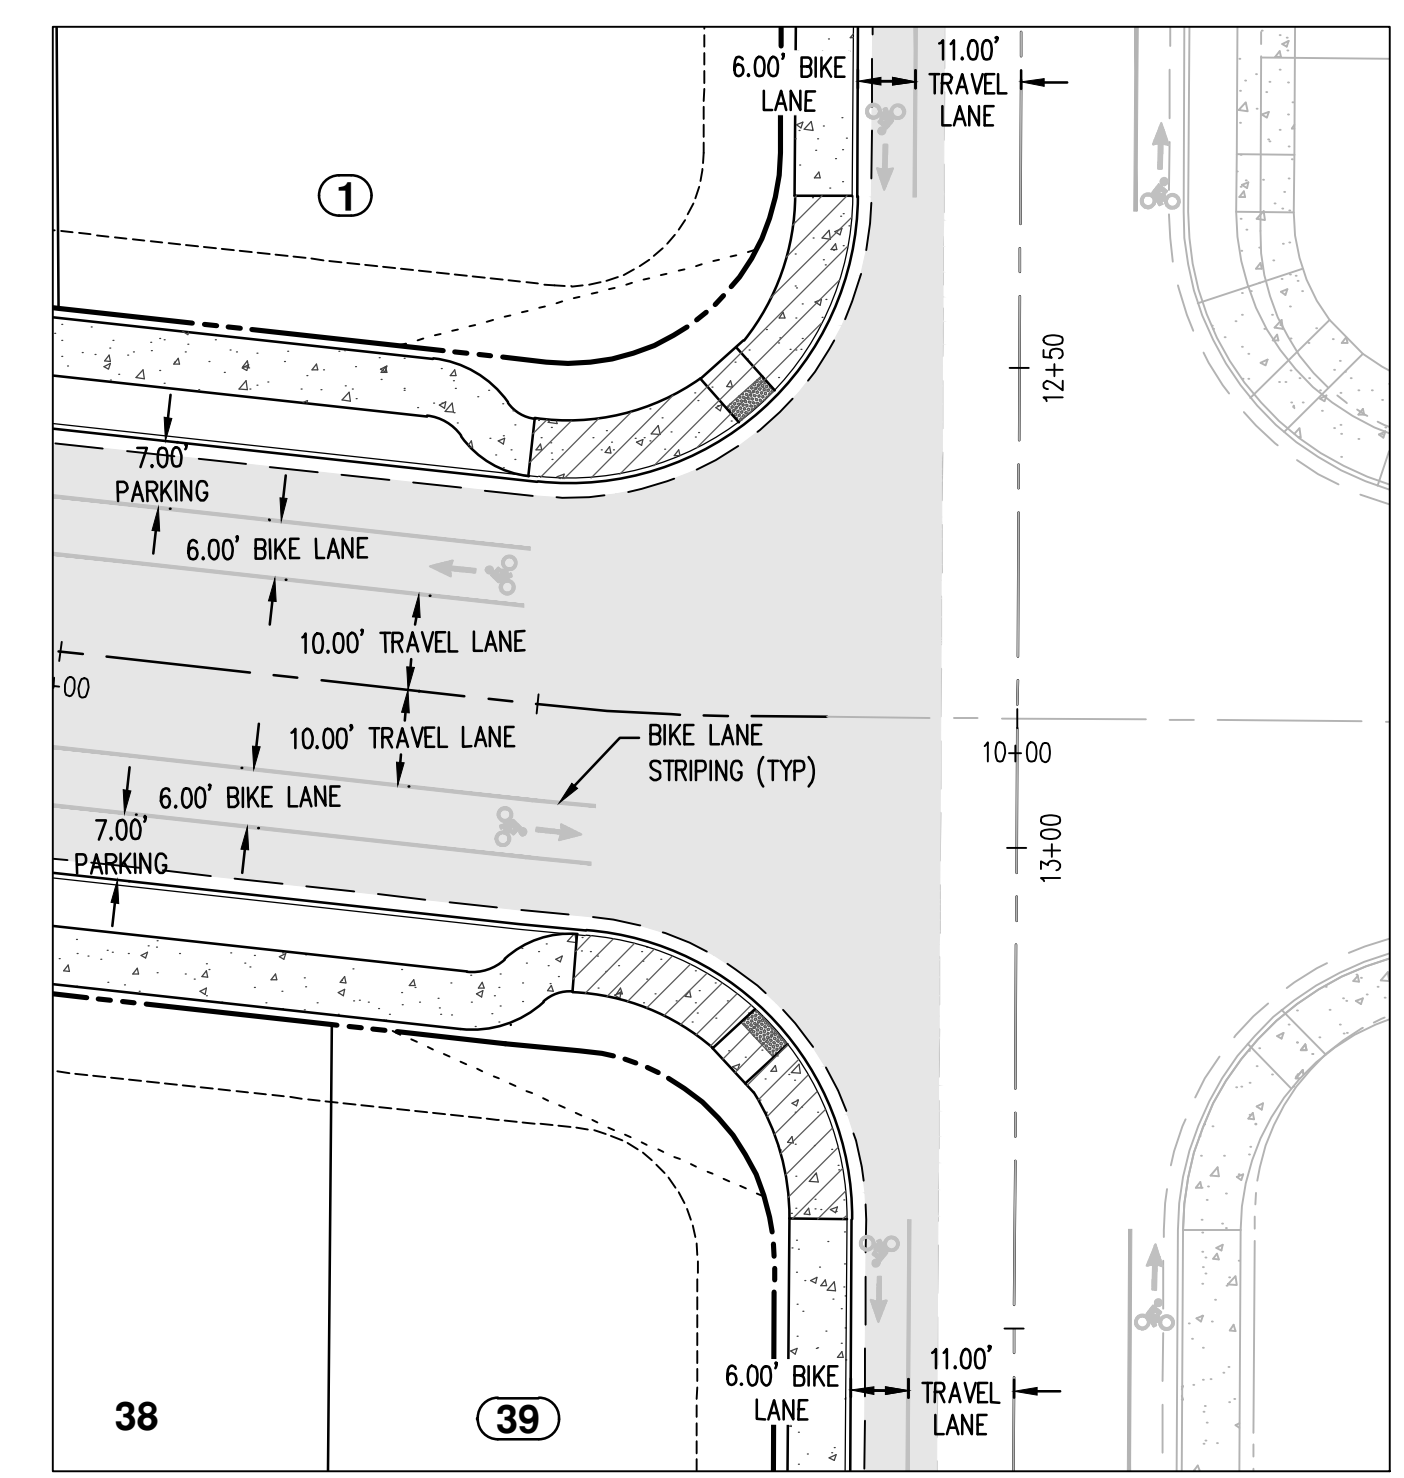 6.00' BIKE
LANE
11.00'
TRAVEL
LANE
1
12+50
7.00'
PARKING
6.00' BIKE LANE
10.00' TRAVEL LANE
+00
10.00' TRAVEL LANE
BIKE LANE
STRIPING (TYP)
10+00
6.00' BIKE LANE
7.00'
PARKING
13+00
6.00' BIKE
LANE
11.00'
TRAVEL
LANE
38
39